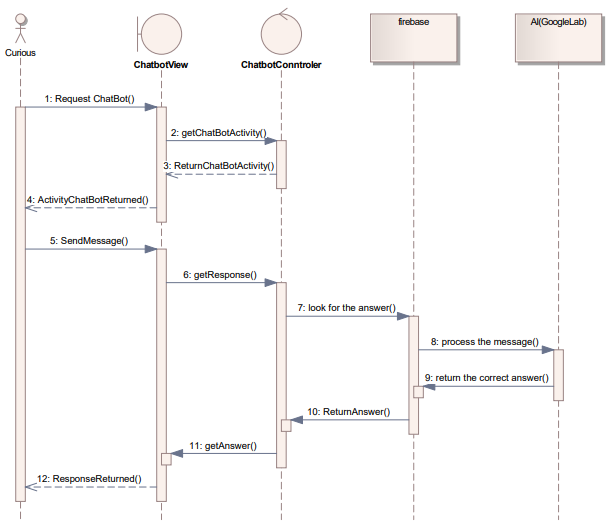 firebase
AI(GoogleLab)
Curious
ChatbotView
ChatbotConntroler
1: Request ChatBot()
2: getChatBotActivity()
3: ReturnChatBotActivity()
4: ActivityChatBotReturned()
5: SendMessage()
6: getResponse()
7: look for the answer()
8: process the message()
9: return the correct answer()
10: ReturnAnswer()
11: getAnswer()
12: ResponseReturned()